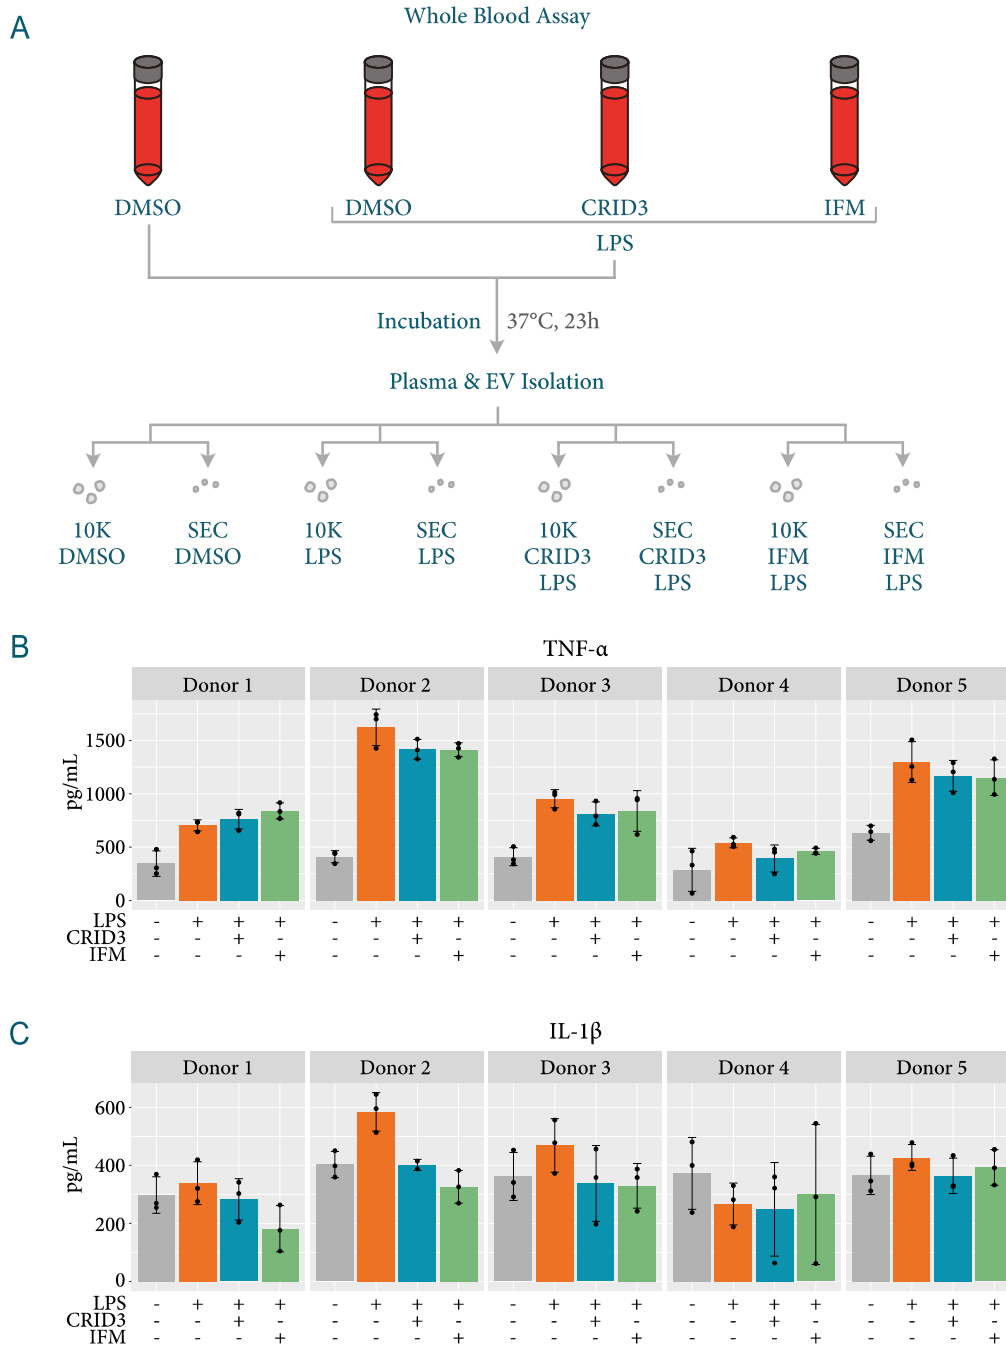 A
Whole Blood Assay
DMSO DMSO CRID3 IFM
LPS
Incubation 37°C, 23h
Plasma & EV Isolation
10K SEC 10K SEC 10K SEC 10K SEC
DMSO DMSO LPS LPS CRID3 CRID3 IFM IFM
LPS LPS LPS LPS
B
TNF-α
Donor 1 Donor 2 Donor 3 Donor 4 Donor 5
pg/mL
1500
1000
500
0
LPS - + + + - + + + - + + + - + + + - + + +
CRID3 - - + - - - + - - - + - - - + - - - + -
IFM - - - + - - - + - - - + - - - + - - - +
C
IL-1β
Donor 1 Donor 2 Donor 3 Donor 4 Donor 5
pg/mL
600
400
200
0
LPS - + + + - + + + - + + + - + + + - + + +
CRID3 - - + - - - + - - - + - - - + - - - + -
IFM - - - + - - - + - - - + - - - + - - - +